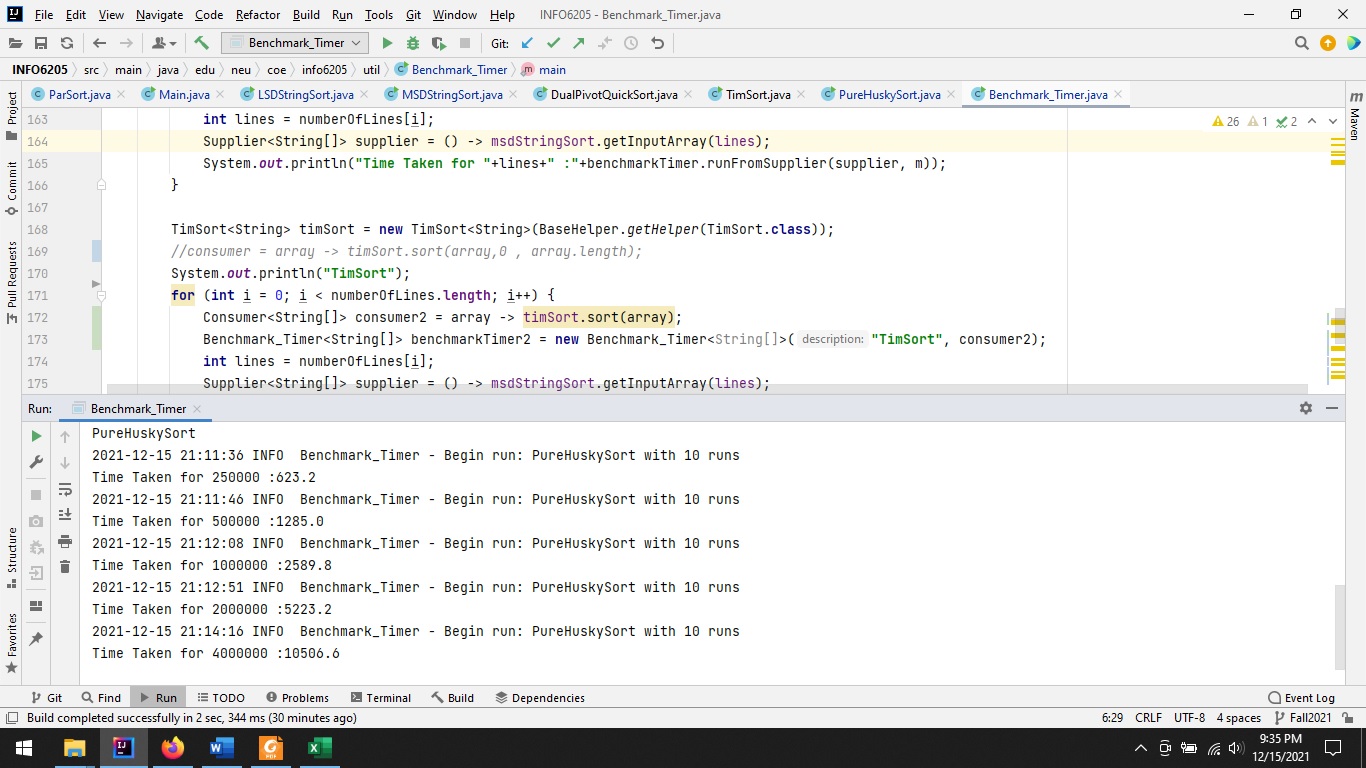 File Edit View Navigate Code Refactor Build Run Tools Git Window Help INFO6205 - Benchmark_Timer.java
Benchmark_Timer Git:
INFO6205 src main java edu neu coe info6205 util Benchmark_Timer main
ParSort.java Main.java LSDStringSort.java MSDStringSort.java DualPivotQuickSort.java TimSort.java PureHuskySort.java Benchmark_Timer.java
Project
Commit
Pull Requests
Structure
Favorites
Maven
26 1 2
163 int lines = numberOfLines[i];
164 Supplier<String[]> supplier = () -> msdStringSort.getInputArray(lines);
165 System.out.println("Time Taken for "+lines+" :"+benchmarkTimer.runFromSupplier(supplier, m));
166 }
167
168 TimSort<String> timSort = new TimSort<String>(BaseHelper.getHelper(TimSort.class));
169 //consumer = array -> timSort.sort(array,0 , array.length);
170 System.out.println("TimSort");
171 for (int i = 0; i < numberOfLines.length; i++) {
172 Consumer<String[]> consumer2 = array -> timSort.sort(array);
173 Benchmark_Timer<String[]> benchmarkTimer2 = new Benchmark_Timer<String[]>( description: "TimSort", consumer2);
174 int lines = numberOfLines[i];
175 Supplier<String[]> supplier = () -> msdStringSort.getInputArray(lines);
Run: Benchmark_Timer
PureHuskySort
2021-12-15 21:11:36 INFO  Benchmark_Timer - Begin run: PureHuskySort with 10 runs
Time Taken for 250000 :623.2
2021-12-15 21:11:46 INFO  Benchmark_Timer - Begin run: PureHuskySort with 10 runs
Time Taken for 500000 :1285.0
2021-12-15 21:12:08 INFO  Benchmark_Timer - Begin run: PureHuskySort with 10 runs
Time Taken for 1000000 :2589.8
2021-12-15 21:12:51 INFO  Benchmark_Timer - Begin run: PureHuskySort with 10 runs
Time Taken for 2000000 :5223.2
2021-12-15 21:14:16 INFO  Benchmark_Timer - Begin run: PureHuskySort with 10 runs
Time Taken for 4000000 :10506.6
Git Find Run TODO Problems Terminal Build Dependencies Event Log
Build completed successfully in 2 sec, 344 ms (30 minutes ago) 6:29 CRLF UTF-8 4 spaces Fall2021
9:35 PM
12/15/2021